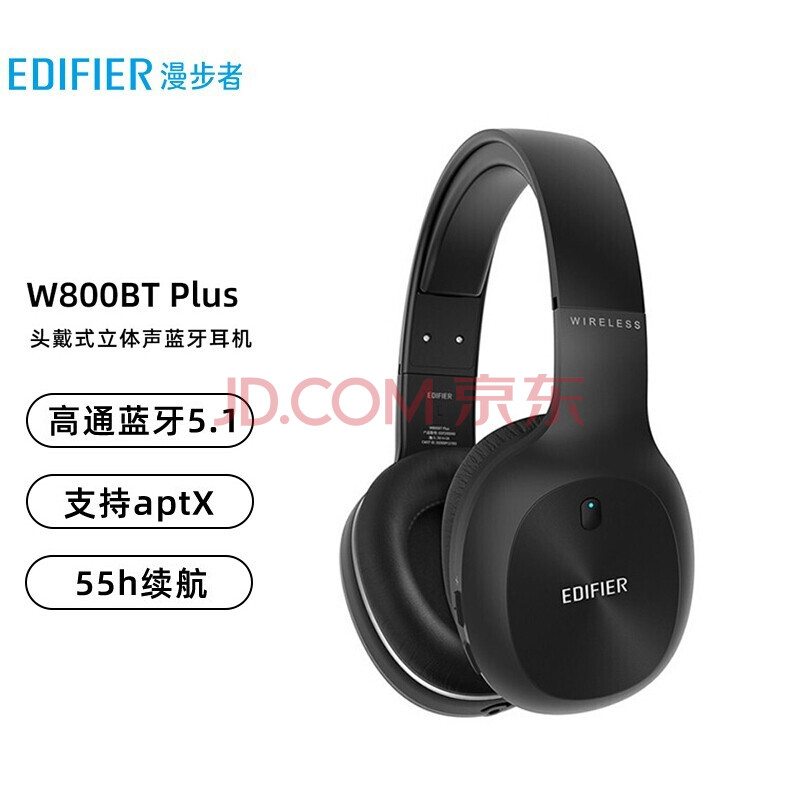 EDIFIER 漫步者
W800BT Plus
头戴式立体声蓝牙耳机
高通蓝牙5.1
支持aptX
55h续航
WIRELESS
EDIFIER
L
W800BT Plus
JD.COM 京东
EDIFIER